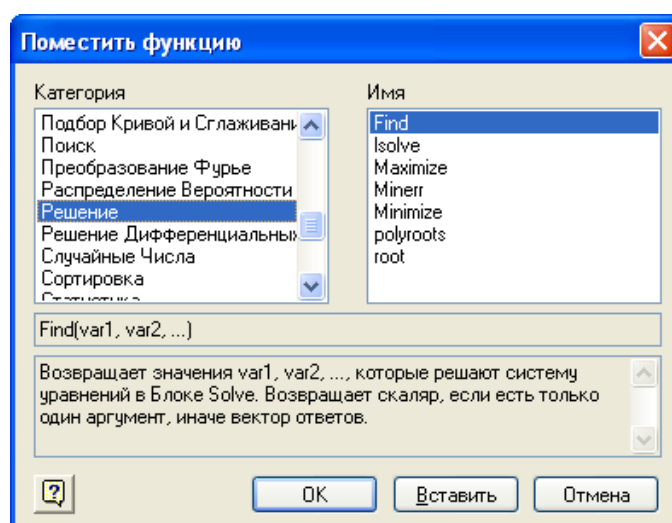 Поместить функцию
Категория
Имя
Подбор Кривой и Сглаживани
Поиск
Преобразование Фурье
Распределение Вероятности
Решение
Решение Дифференциальных
Случайные Числа
Сортировка
Статистика
Find
lsolve
Maximize
Minerr
Minimize
polyroots
root
Find(var1, var2, ...)
Возвращает значения var1, var2, ..., которые решают систему
уравнений в Блоке Solve. Возвращает скаляр, если есть только
один аргумент, иначе вектор ответов.
OK
Вставить
Отмена